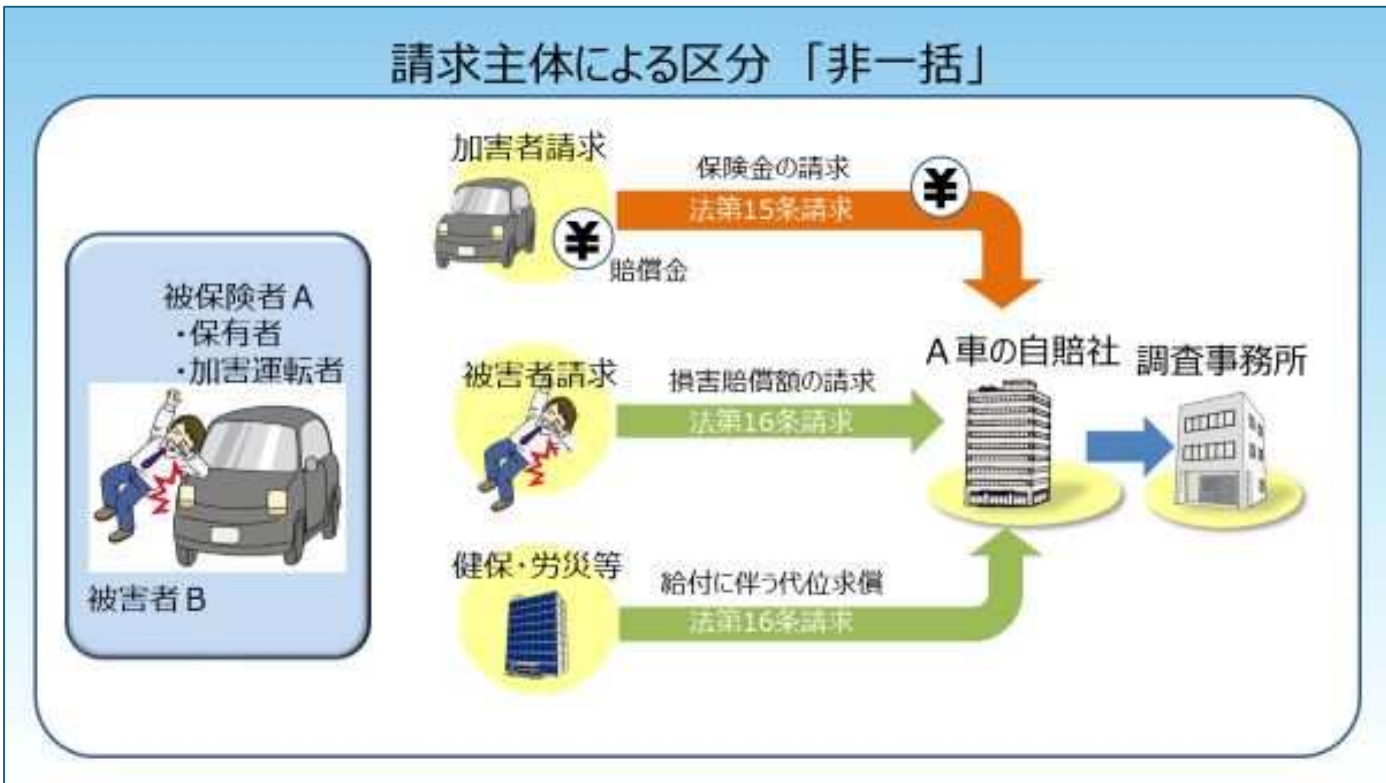 請求主体による区分 「非一括」
被保険者A
・保有者
・加害運転者
被害者B
加害者請求
¥
賠償金
保険金の請求
法第15条請求
¥
被害者請求
損害賠償額の請求
法第16条請求
健保・労災等
給付に伴う代位求償
法第16条請求
A車の自賠社
調査事務所